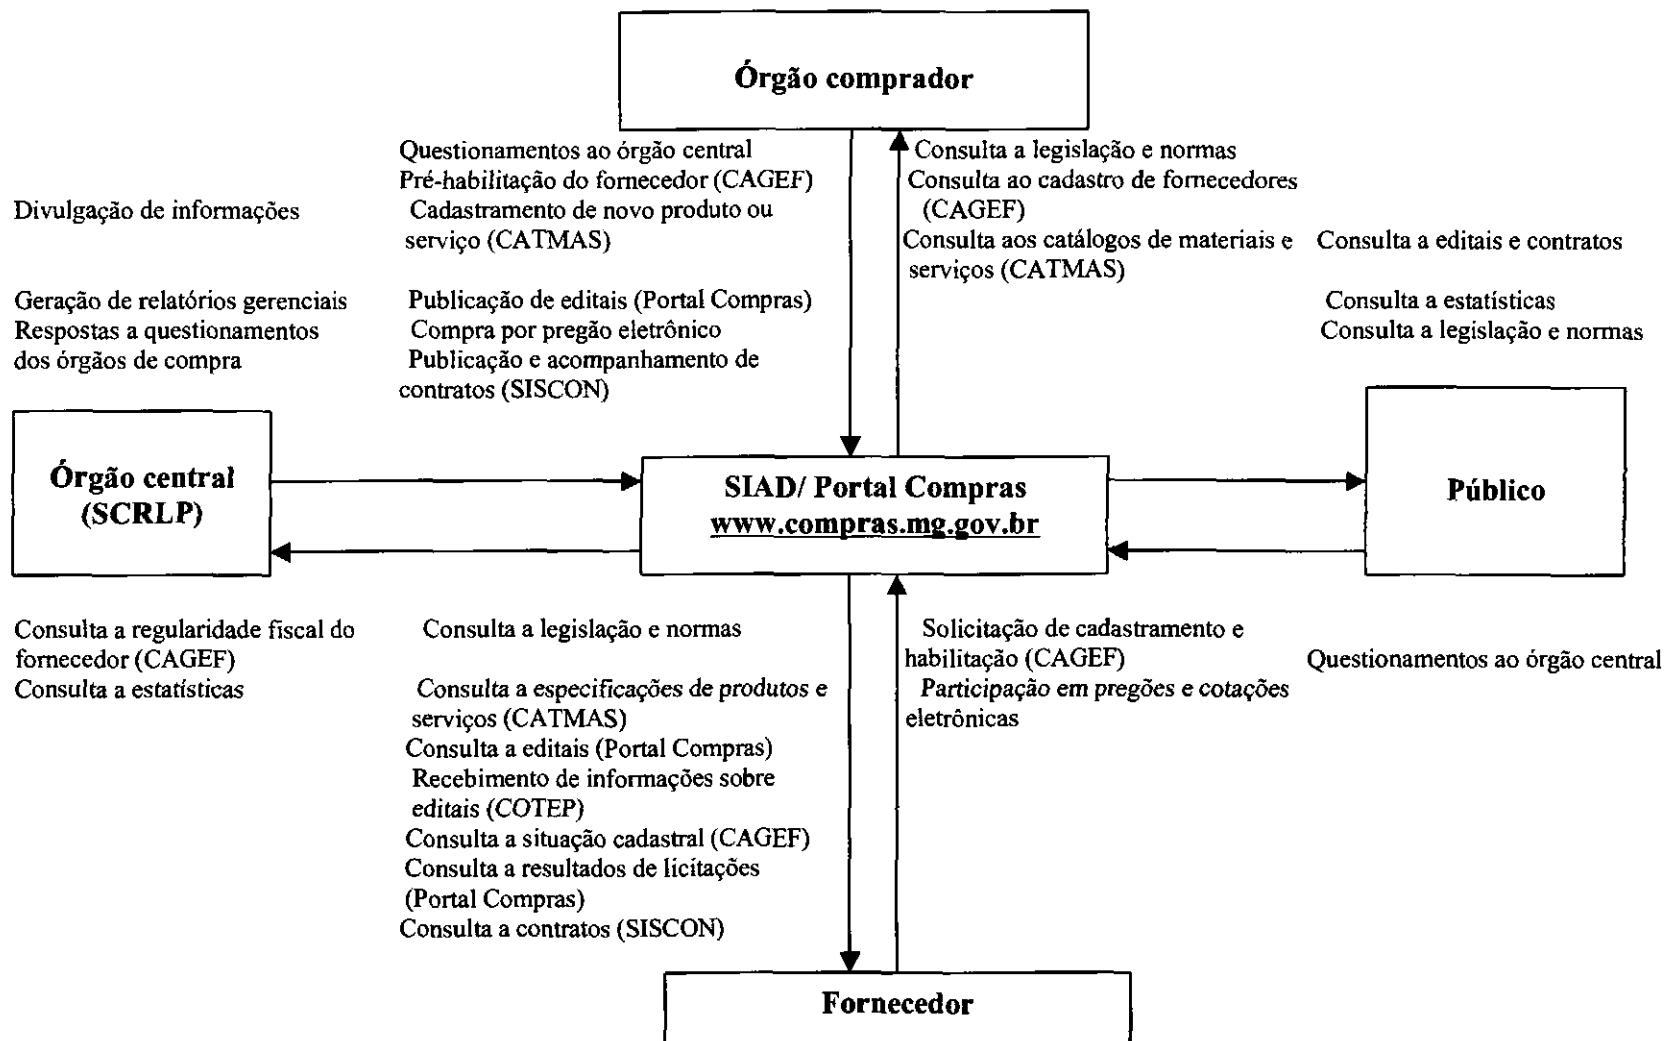 Órgão comprador
Questionamentos ao órgão central
Pré-habilitação do fornecedor (CAGEF)
Cadastramento de novo produto ou
serviço (CATMAS)
Publicação de editais (Portal Compras)
Compra por pregão eletrônico
Publicação e acompanhamento de
contratos (SISCON)
Consulta a legislação e normas
Consulta ao cadastro de fornecedores
(CAGEF)
Consulta aos catálogos de materiais e
serviços (CATMAS)
Divulgação de informações
Geração de relatórios gerenciais
Respostas a questionamentos
dos órgãos de compra
Consulta a editais e contratos
Consulta a estatísticas
Consulta a legislação e normas
Órgão central
(SCRLP)
SIAD/ Portal Compras
www.compras.mg.gov.br
Público
Consulta a regularidade fiscal do
fornecedor (CAGEF)
Consulta a estatísticas
Consulta a legislação e normas
Consulta a especificações de produtos e
serviços (CATMAS)
Consulta a editais (Portal Compras)
Recebimento de informações sobre
editais (COTEP)
Consulta a situação cadastral (CAGEF)
Consulta a resultados de licitações
(Portal Compras)
Consulta a contratos (SISCON)
Solicitação de cadastramento e
habilitação (CAGEF)
Participação em pregões e cotações
eletrônicas
Questionamentos ao órgão central
Fornecedor